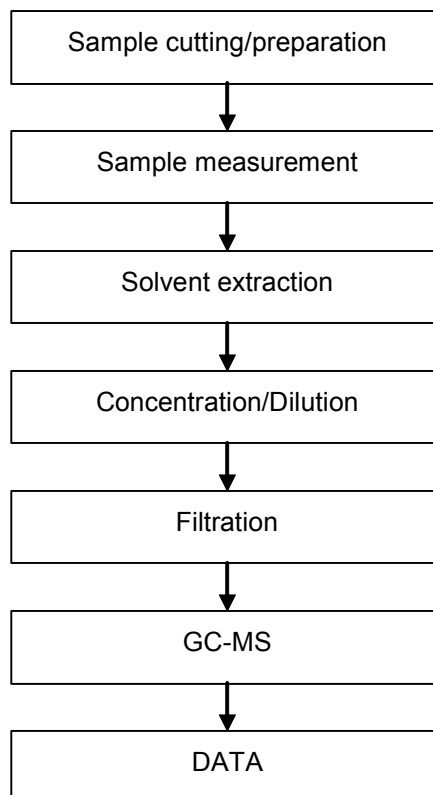 Sample cutting/preparation
Sample measurement
Solvent extraction
Concentration/Dilution
Filtration
GC-MS
DATA